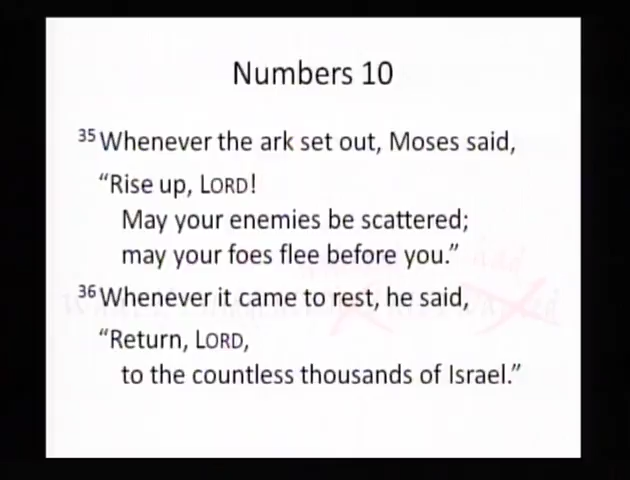 Numbers 10
35 Whenever the ark set out, Moses said,
“Rise up, LORD!
May your enemies be scattered;
may your foes flee before you.”
36 Whenever it came to rest, he said,
“Return, LORD,
to the countless thousands of Israel.”